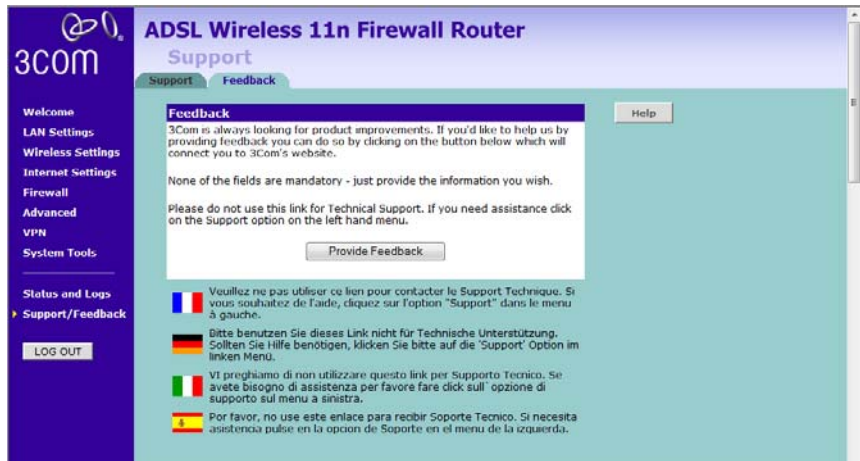 3COM
ADSL Wireless 11n Firewall Router
Support
Support
Feedback
Welcome
LAN Settings
Wireless Settings
Internet Settings
Firewall
Advanced
VPN
System Tools
Status and Logs
Support/Feedback
LOG OUT
Feedback
3Com is always looking for product improvements. If you'd like to help us by
providing feedback you can do so by clicking on the button below which will
connect you to 3Com's website.
None of the fields are mandatory - just provide the information you wish.
Please do not use this link for Technical Support. If you need assistance click
on the Support option on the left hand menu.
Provide Feedback
Veuillez ne pas utiliser ce lien pour contacter le Support Technique. Si
vous souhaitez de l'aide, cliquez sur l'option "Support" dans le menu
à gauche.
Bitte benutzen Sie dieses Link nicht für Technische Unterstützung.
Sollten Sie Hilfe benötigen, klicken Sie bitte auf die 'Support' Option im
linken Menü.
VI preghiamo di non utilizzare questo link per Supporto Tecnico. Se
avete bisogno di assistenza per favore fare click sull` opzione di
supporto sul menu a sinistra.
Por favor, no use este enlace para recibir Soporte Tecnico. Si necesita
asistencia pulse en la opcion de Soporte en el menu de la izquierda.
Help